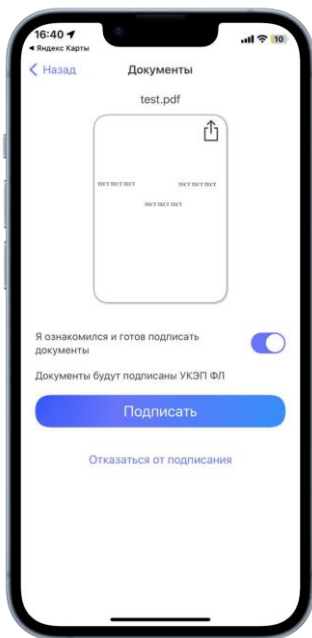 16:40
10
◀ Яндекс Карты
Назад
Документы
test.pdf
тест тест тест
тест тест тест
тест тест тест
Я ознакомился и готов подписать
документы
Документы будут подписаны УКЭП ФЛ
Подписать
Отказаться от подписания